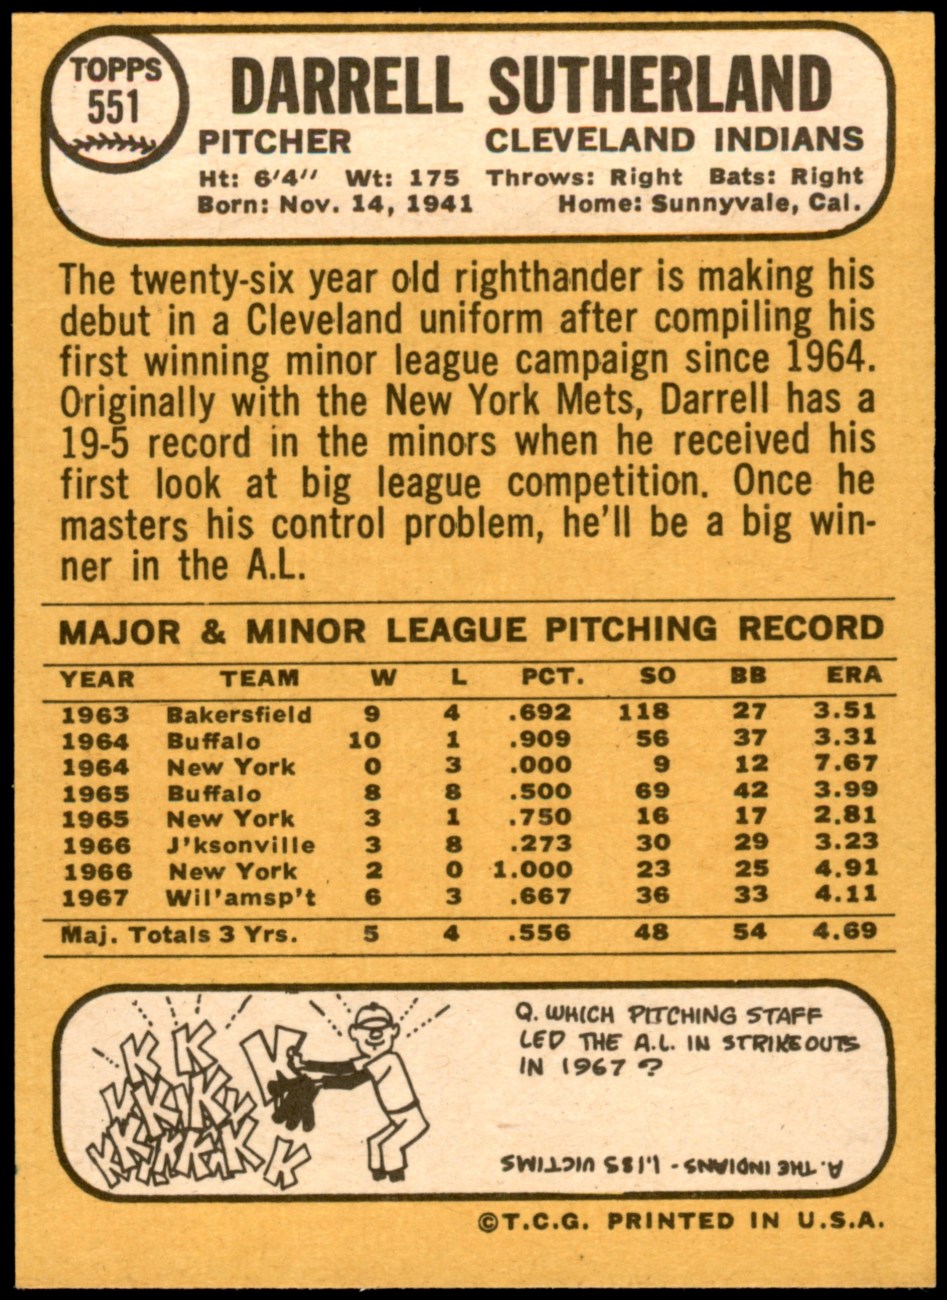 TOPPS
551
DARRELL SUTHERLAND
PITCHER CLEVELAND INDIANS
Ht: 6'4" Wt: 175 Throws: Right Bats: Right
Born: Nov. 14, 1941 Home: Sunnyvale, Cal.
The twenty-six year old righthander is making his
debut in a Cleveland uniform after compiling his
first winning minor league campaign since 1964.
Originally with the New York Mets, Darrell has a
19-5 record in the minors when he received his
first look at big league competition. Once he
masters his control problem, he'll be a big win-
ner in the A.L.
MAJOR & MINOR LEAGUE PITCHING RECORD
YEAR TEAM W L PCT. SO BB ERA
1963 Bakersfield 9 4 .692 118 27 3.51
1964 Buffalo 10 1 .909 56 37 3.31
1964 New York 0 3 .000 9 12 7.67
1965 Buffalo 8 8 .500 69 42 3.99
1965 New York 3 1 .750 16 17 2.81
1966 J'ksonville 3 8 .273 30 29 3.23
1966 New York 2 0 1.000 23 25 4.91
1967 Wil'amsp't 6 3 .667 36 33 4.11
Maj. Totals 3 Yrs. 5 4 .556 48 54 4.69
K K K K K K K K K K K K K
Q. WHICH PITCHING STAFF
LED THE A.L. IN STRIKEOUTS
IN 1967?
A. THE INDIANS - 1,185 VICTIMS
©T.C.G. PRINTED IN U.S.A.